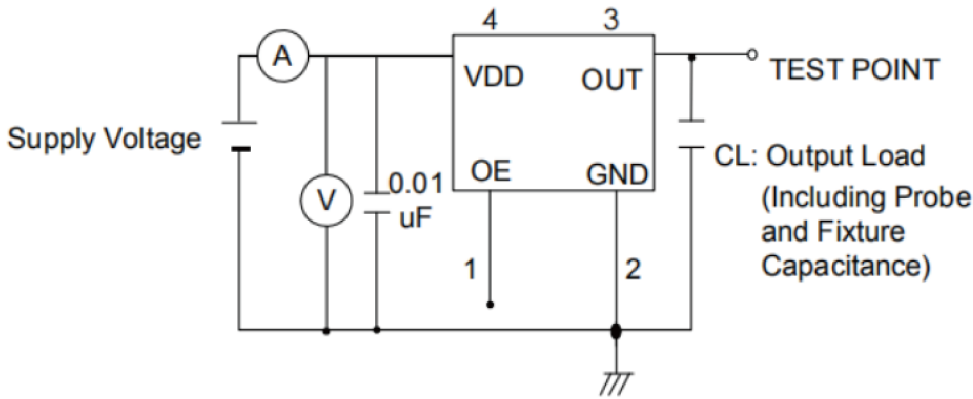 4
3
A
VDD
OUT
TEST POINT
Supply Voltage
V
0.01
uF
OE
GND
CL: Output Load
(Including Probe
and Fixture
Capacitance)
1
2